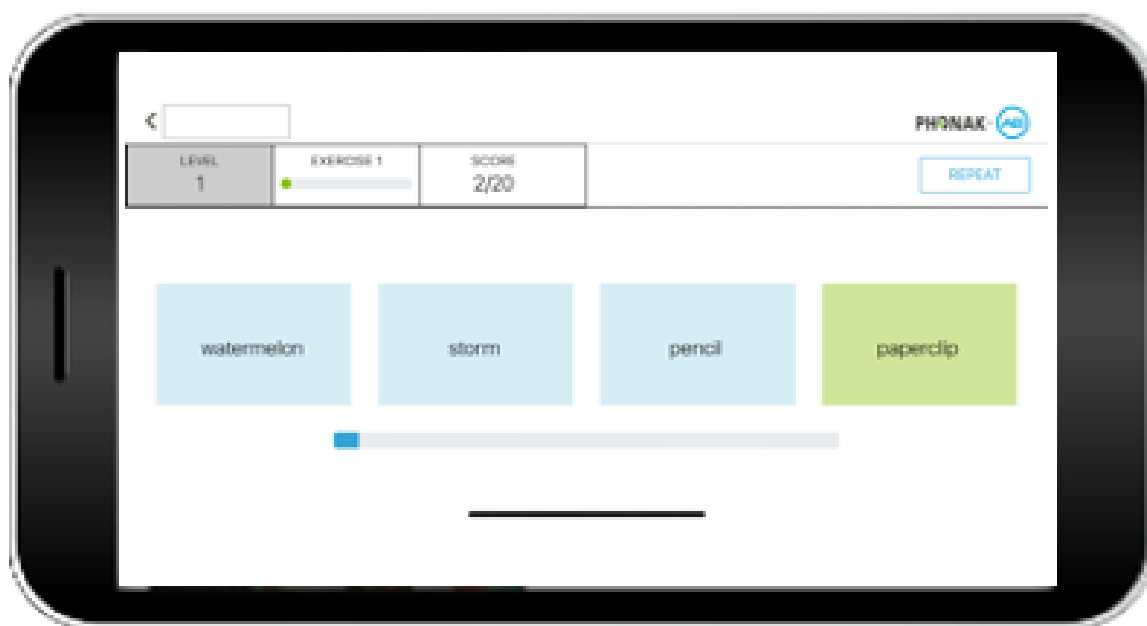 PHONAK AB
LEVEL
1
EXERCISE 1
SCORE
2/20
REPEAT
watermelon
storm
pencil
paperclip